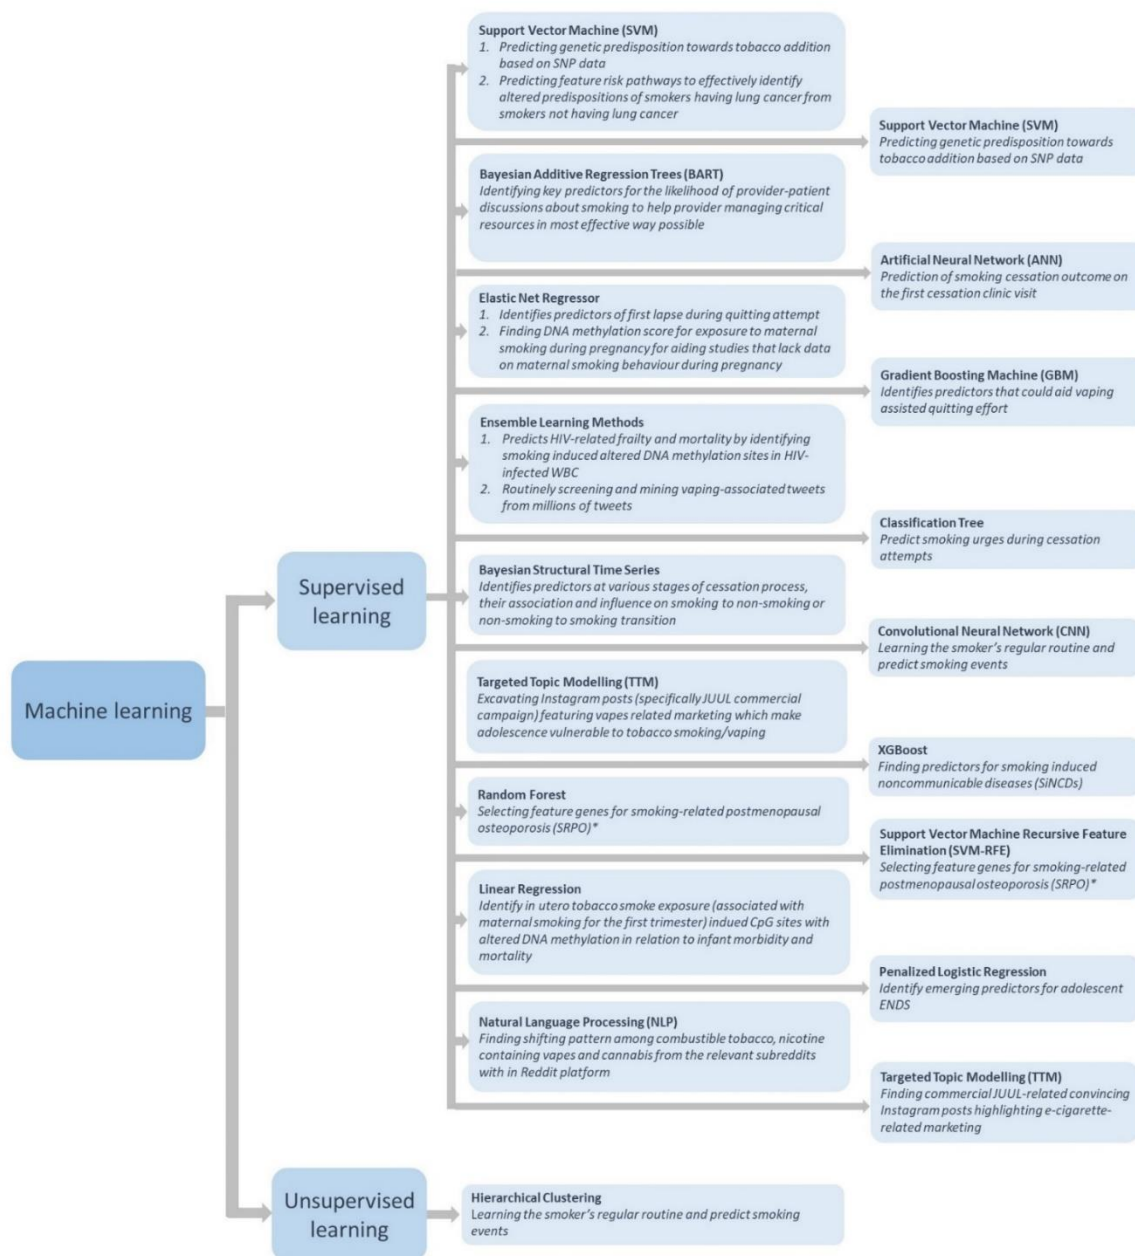 Machine learning
Supervised
learning
Unsupervised
learning
Support Vector Machine (SVM)
1. Predicting genetic predisposition towards tobacco addition
based on SNP data
2. Predicting feature risk pathways to effectively identify
altered predispositions of smokers having lung cancer from
smokers not having lung cancer
Bayesian Additive Regression Trees (BART)
Identifying key predictors for the likelihood of provider-patient
discussions about smoking to help provider managing critical
resources in most effective way possible
Elastic Net Regressor
1. Identifies predictors of first lapse during quitting attempt
2. Finding DNA methylation score for exposure to maternal
smoking during pregnancy for aiding studies that lack data
on maternal smoking behaviour during pregnancy
Ensemble Learning Methods
1. Predicts HIV-related frailty and mortality by identifying
smoking induced altered DNA methylation sites in HIV-
infected WBC
2. Routinely screening and mining vaping-associated tweets
from millions of tweets
Bayesian Structural Time Series
Identifies predictors at various stages of cessation process,
their association and influence on smoking to non-smoking or
non-smoking to smoking transition
Targeted Topic Modelling (TTM)
Excavating Instagram posts (specifically JUUL commercial
campaign) featuring vapes related marketing which make
adolescence vulnerable to tobacco smoking/vaping
Random Forest
Selecting feature genes for smoking-related postmenopausal
osteoporosis (SRPO)*
Linear Regression
Identify in utero tobacco smoke exposure (associated with
maternal smoking for the first trimester) indued CpG sites with
altered DNA methylation in relation to infant morbidity and
mortality
Natural Language Processing (NLP)
Finding shifting pattern among combustible tobacco, nicotine
containing vapes and cannabis from the relevant subreddits
with in Reddit platform
Support Vector Machine (SVM)
Predicting genetic predisposition towards
tobacco addition based on SNP data
Artificial Neural Network (ANN)
Prediction of smoking cessation outcome on
the first cessation clinic visit
Gradient Boosting Machine (GBM)
Identifies predictors that could aid vaping
assisted quitting effort
Classification Tree
Predict smoking urges during cessation
attempts
Convolutional Neural Network (CNN)
Learning the smoker's regular routine and
predict smoking events
XGBoost
Finding predictors for smoking induced
noncommunicable diseases (SiNCDs)
Support Vector Machine Recursive Feature
Elimination (SVM-RFE)
Selecting feature genes for smoking-related
postmenopausal osteoporosis (SRPO)*
Penalized Logistic Regression
Identify emerging predictors for adolescent
ENDS
Targeted Topic Modelling (TTM)
Finding commercial JUUL-related convincing
Instagram posts highlighting e-cigarette-
related marketing
Hierarchical Clustering
Learning the smoker's regular routine and predict smoking
events